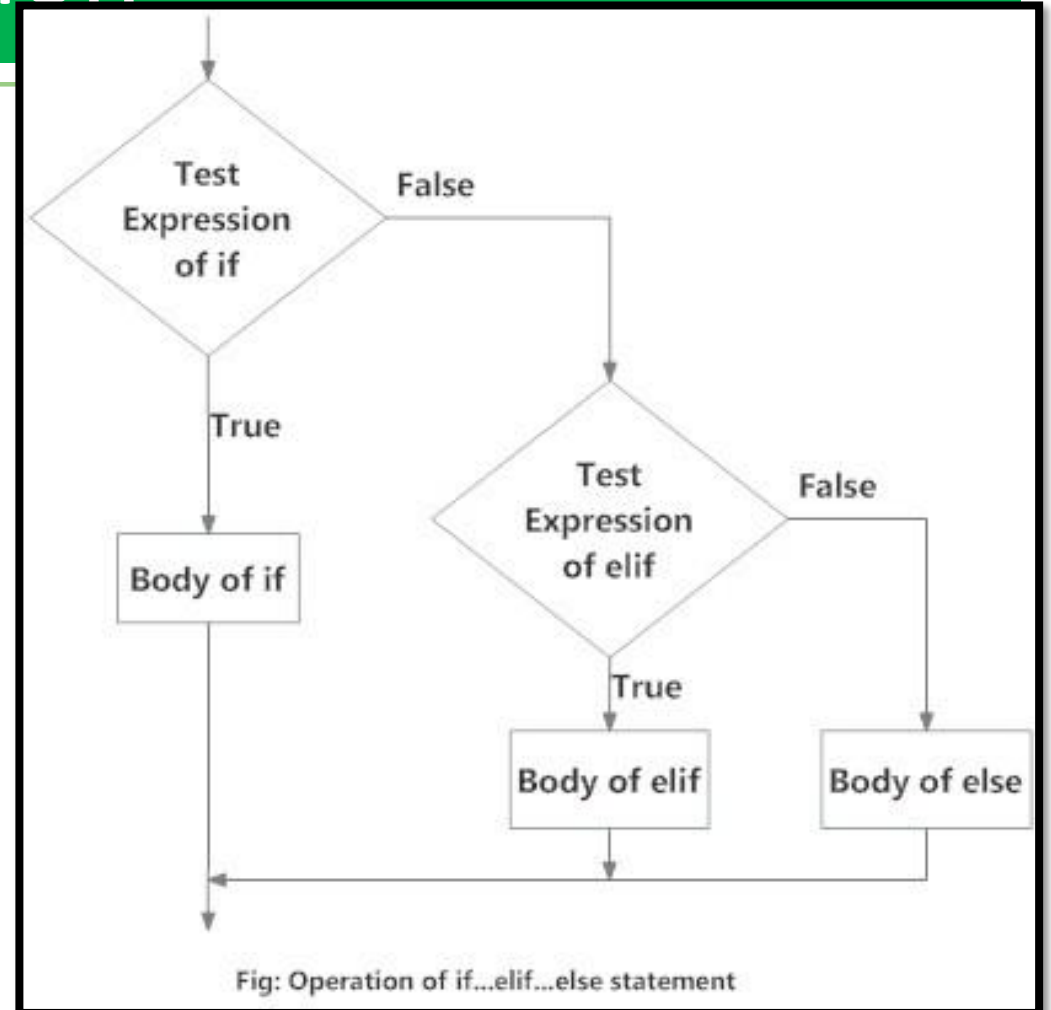 Test
Expression
of if
False
True
Body of if
Test
Expression
of elif
False
True
Body of elif
Body of else
Fig: Operation of if...elif...else statement